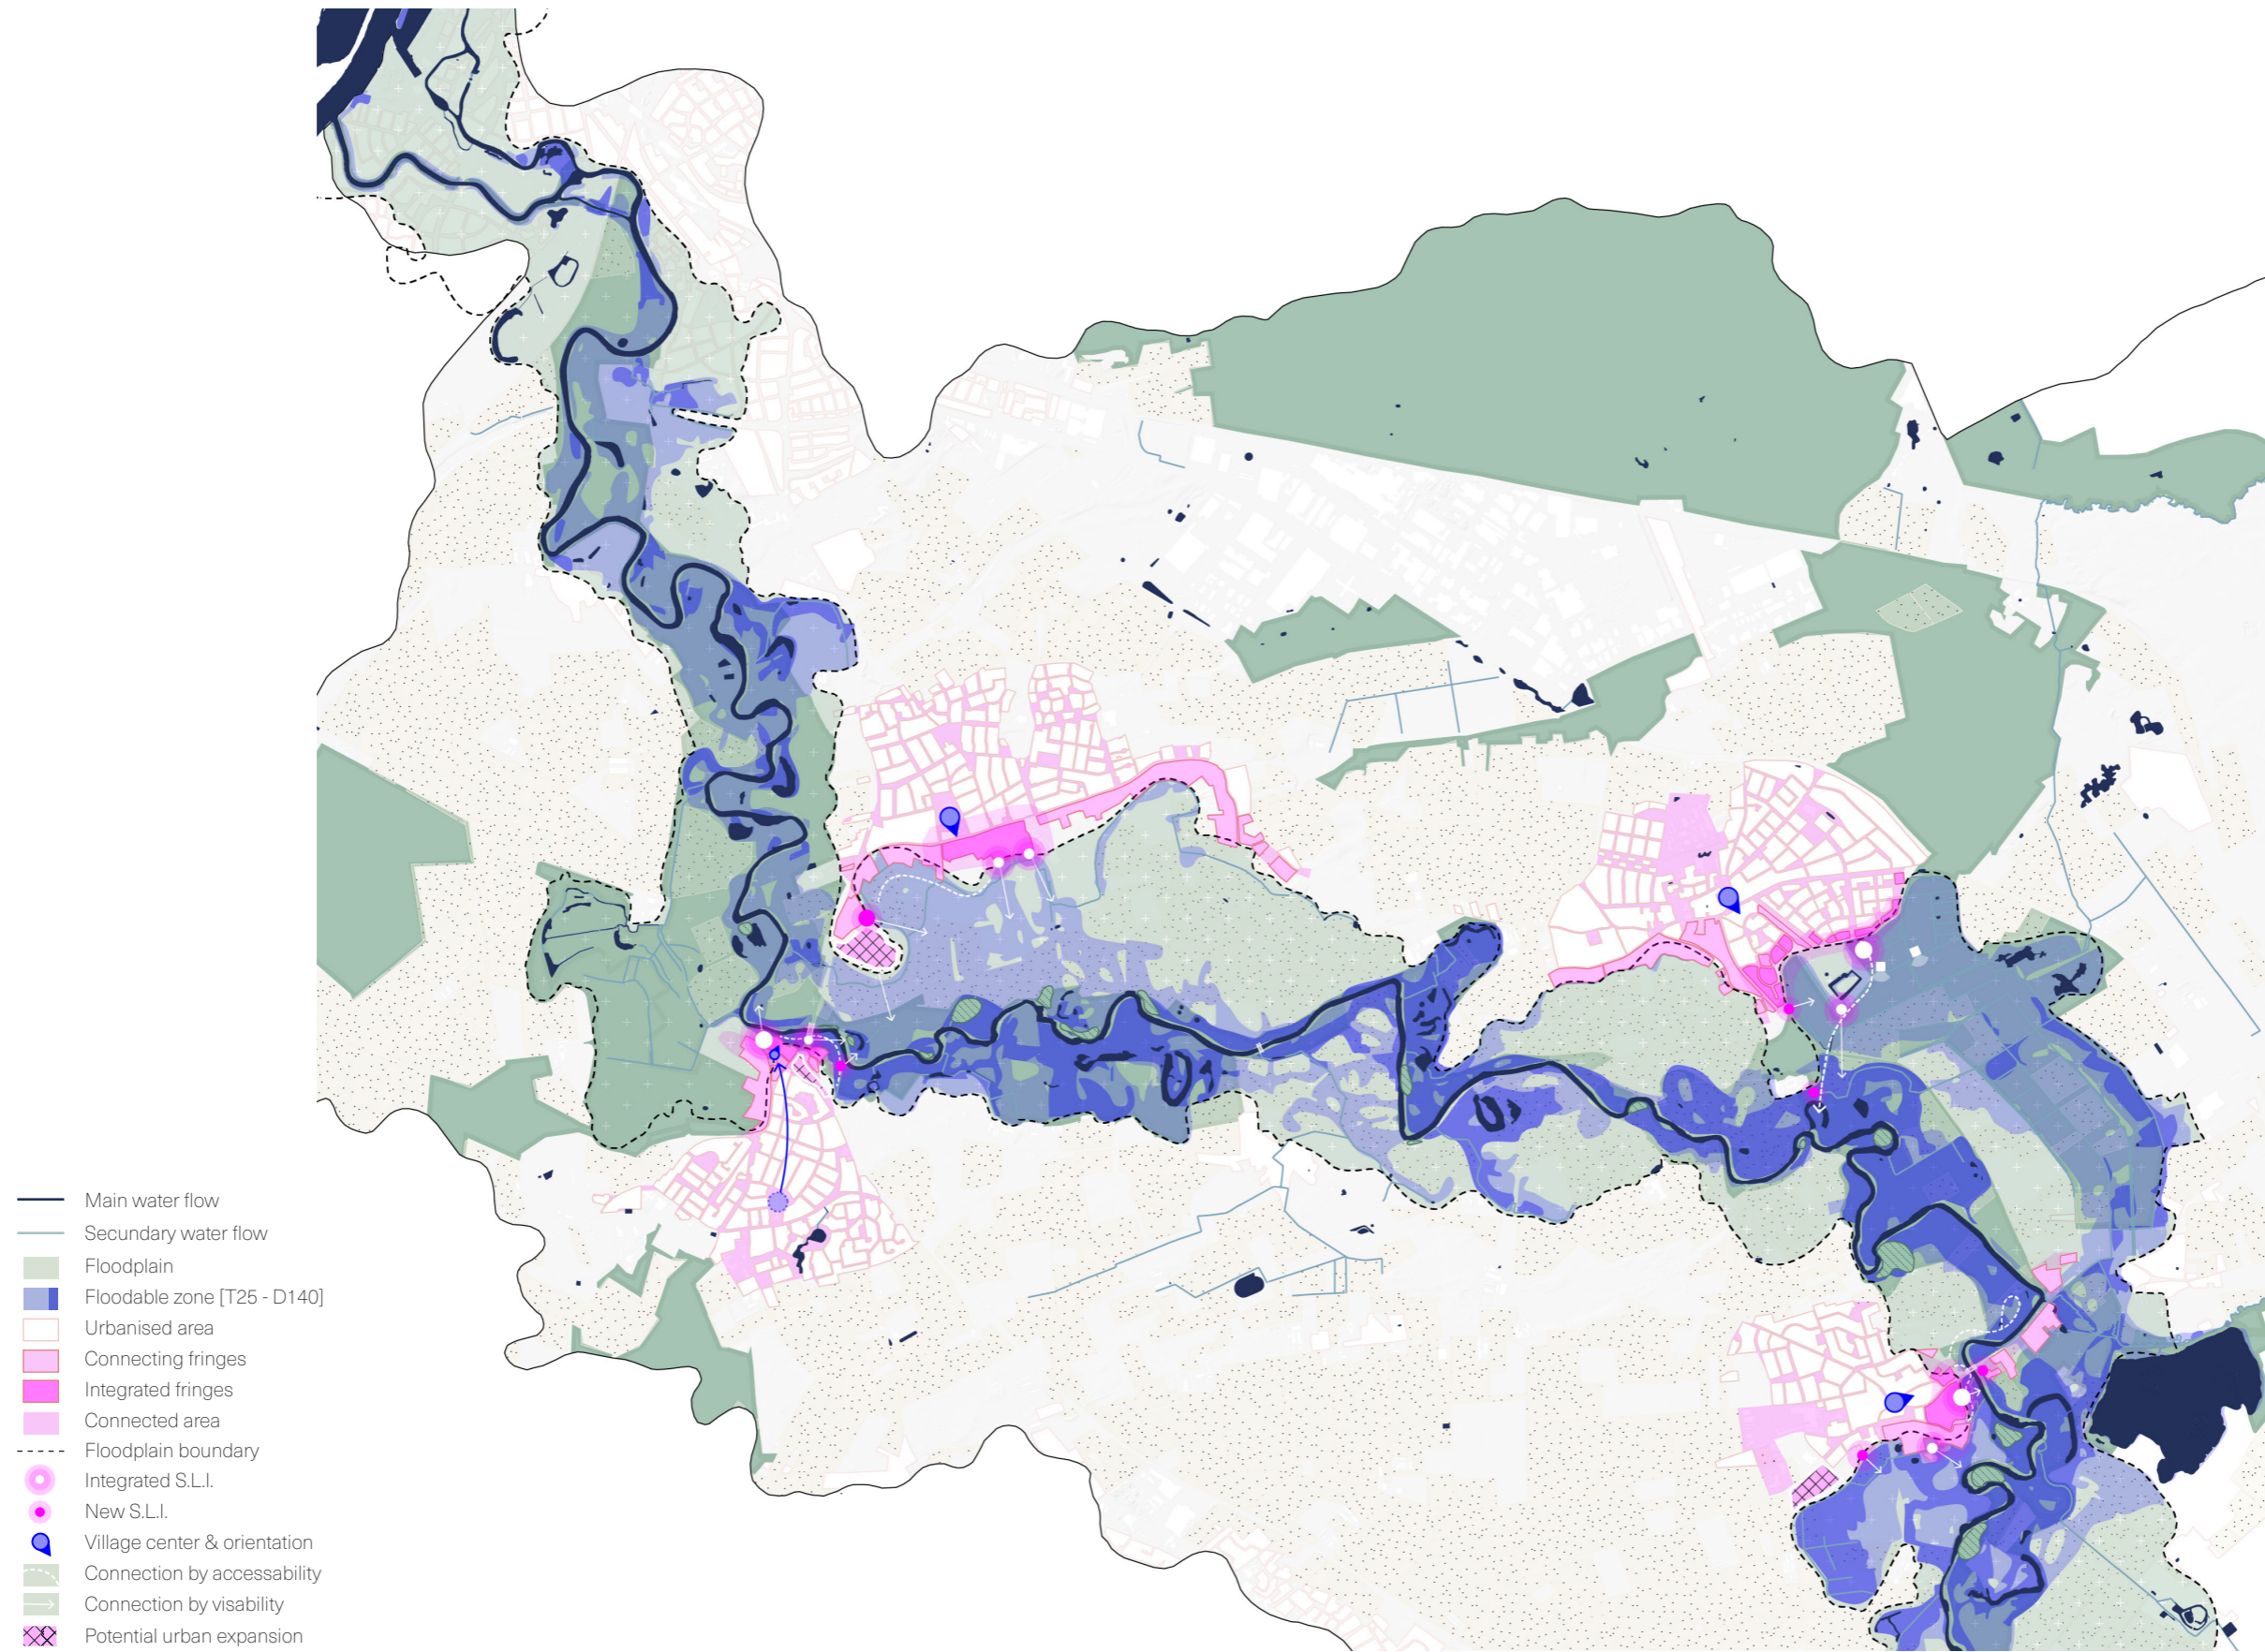 Main water flow
Secundary water flow
Floodplain
Floodable zone [T25 - D140]
Urbanised area
Connecting fringes
Integrated fringes
Connected area
Floodplain boundary
Integrated S.L.I.
New S.L.I.
Village center & orientation
Connection by accessability
Connection by visability
Potential urban expansion